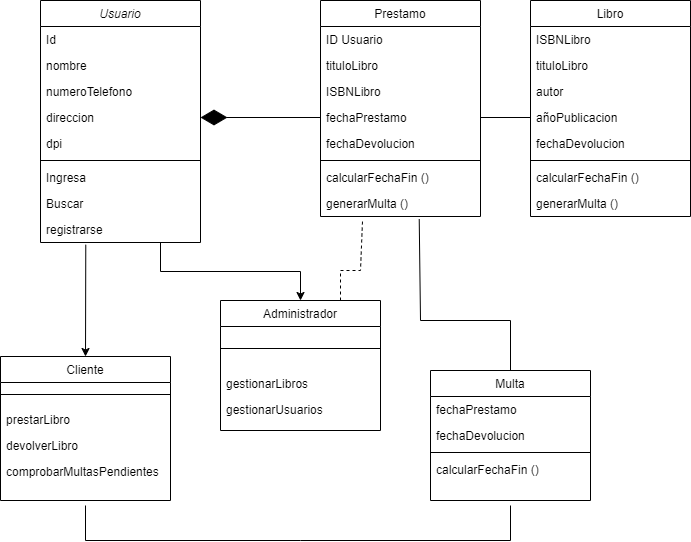 Usuario
Id
nombre
numeroTelefono
direccion
dpi
Ingresa
Buscar
registrarse
Prestamo
ID Usuario
tituloLibro
ISBNLibro
fechaPrestamo
fechaDevolucion
calcularFechaFin ()
generarMulta ()
Libro
ISBNLibro
tituloLibro
autor
añoPublicacion
fechaDevolucion
calcularFechaFin ()
generarMulta ()
Administrador
gestionarLibros
gestionarUsuarios
Cliente
prestarLibro
devolverLibro
comprobarMultasPendientes
Multa
fechaPrestamo
fechaDevolucion
calcularFechaFin ()